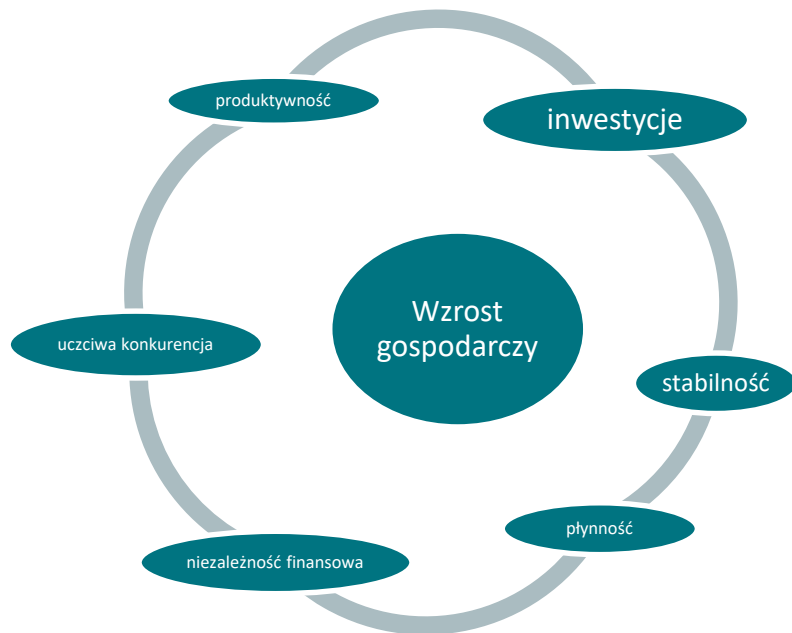 produktywność
inwestycje
Wzrost
gospodarczy
uczciwa konkurencja
stabilność
płynność
niezależność finansowa